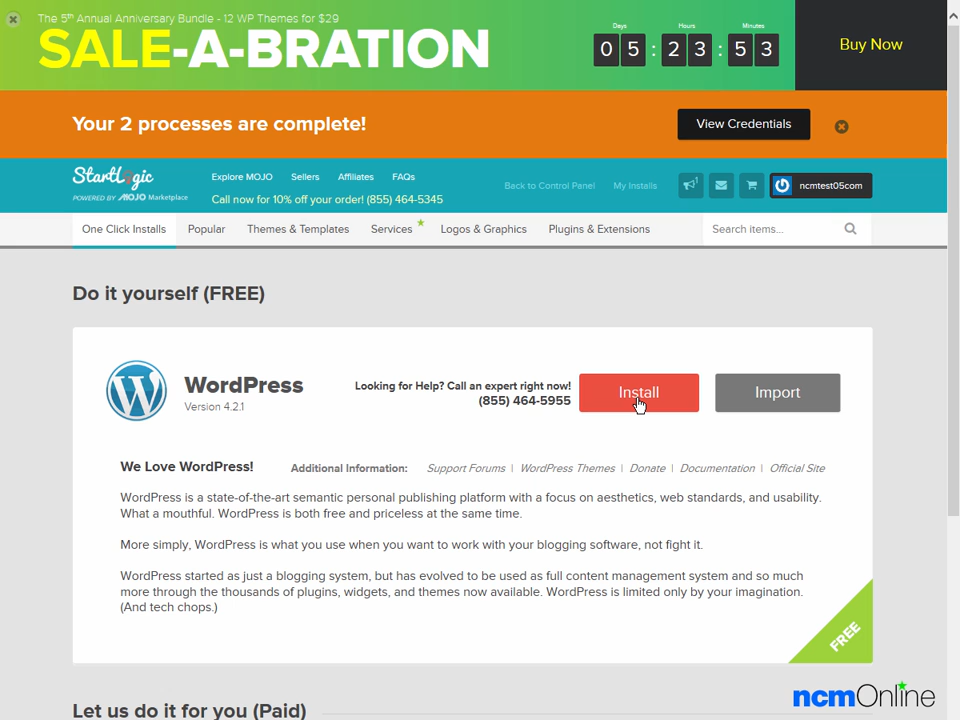 The 5th Annual Anniversary Bundle - 12 WP Themes for $29
SALE-A-BRATION
Days Hours Minutes
05:23:53
Buy Now
Your 2 processes are complete!
View Credentials
StartLogic
POWERED BY MOJO Marketplace
Explore MOJO Sellers Affiliates FAQs
Call now for 10% off your order! (855) 464-5345
Back to Control Panel My Installs
ncmtest05com
One Click Installs Popular Themes & Templates Services Logos & Graphics Plugins & Extensions Search items...
Do it yourself (FREE)
WordPress
Version 4.2.1
Looking for Help? Call an expert right now!
(855) 464-5955
Install
Import
We Love WordPress! Additional Information: Support Forums | WordPress Themes | Donate | Documentation | Official Site
WordPress is a state-of-the-art semantic personal publishing platform with a focus on aesthetics, web standards, and usability.
What a mouthful. WordPress is both free and priceless at the same time.
More simply, WordPress is what you use when you want to work with your blogging software, not fight it.
WordPress started as just a blogging system, but has evolved to be used as full content management system and so much
more through the thousands of plugins, widgets, and themes now available. WordPress is limited only by your imagination.
(And tech chops.)
FREE
Let us do it for you (Paid)
ncmOnline